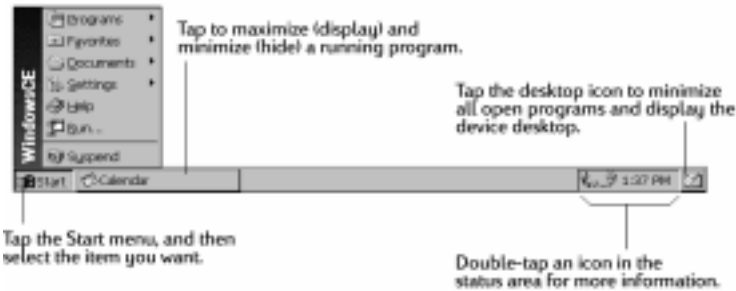 Programs
Favorites
Documents
Settings
Help
Run...
Suspend
WindowsCE
Start
Calendar
1:37 PM
Tap to maximize (display) and
minimize (hide) a running program.
Tap the desktop icon to minimize
all open programs and display the
device desktop.
Tap the Start menu, and then
select the item you want.
Double-tap an icon in the
status area for more information.